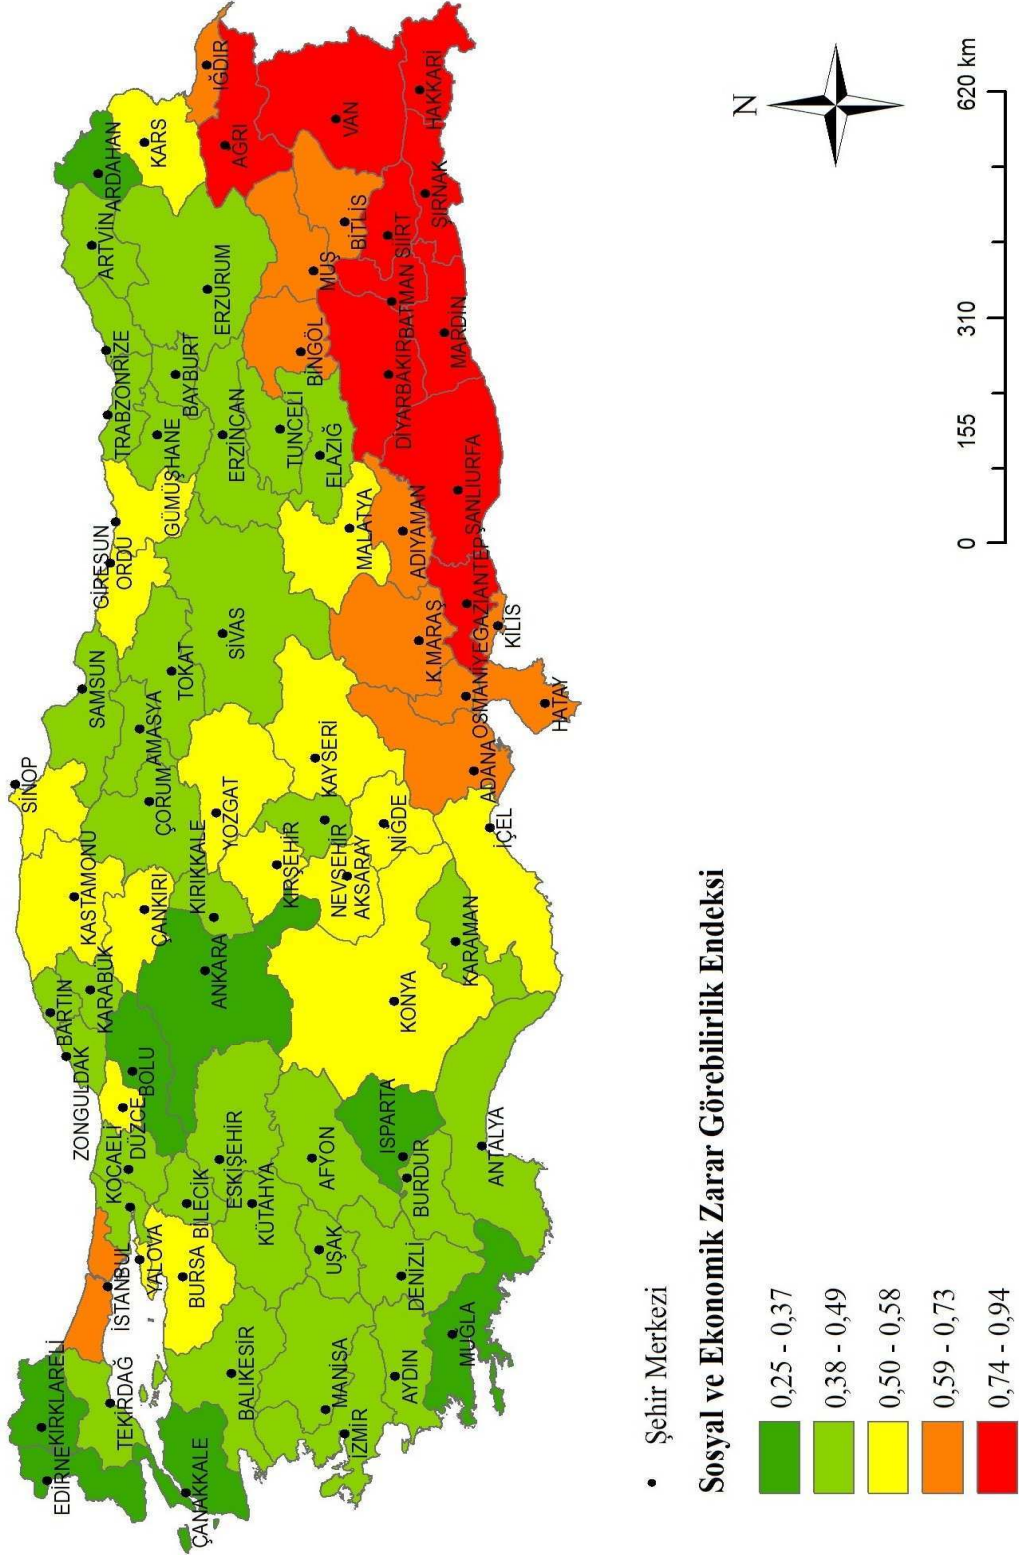 EDİRNE
KIRKLARELİ
TEKİRDAĞ
İSTANBUL
ÇANAKKALE
YALOVA
KOCAELİ
DÜZCE
ZONGULDAK
BARTIN
KARABÜK
BOLU
KASTAMONU
SİNOP
ÇANKIRI
SAMSUN
ÇORUM
AMASYA
TOKAT
ORDU
GİRESUN
GÜMÜŞHANE
TRABZON
RİZE
BAYBURT
ARTVİN
ARDAHAN
KARS
IĞDIR
AĞRI
ERZURUM
ERZİNCAN
SİVAS
YOZGAT
KIRIKKALE
ANKARA
ESKİŞEHİR
BİLECİK
BURSA
BALIKESİR
KÜTAHYA
MANİSA
İZMİR
UŞAK
AFYON
KIRŞEHİR
NEVŞEHİR
AKSARAY
KAYSERİ
NİĞDE
MALATYA
ELAZIĞ
TUNCELİ
BİNGÖL
MUŞ
BİTLİS
VAN
HAKKARİ
ŞIRNAK
SİİRT
BATMAN
DİYARBAKIR
MARDİN
ŞANLIURFA
ADIYAMAN
K.MARAŞ
GAZİANTEP
KİLİS
OSMANİYE
HATAY
ADANA
İÇEL
KARAMAN
KONYA
ISPARTA
BURDUR
ANTALYA
DENİZLİ
AYDIN
MUĞLA
N
Şehir Merkezi
Sosyal ve Ekonomik Zarar Görebilirlik Endeksi
0,25 - 0,37
0,38 - 0,49
0,50 - 0,58
0,59 - 0,73
0,74 - 0,94
0 155 310 620 km